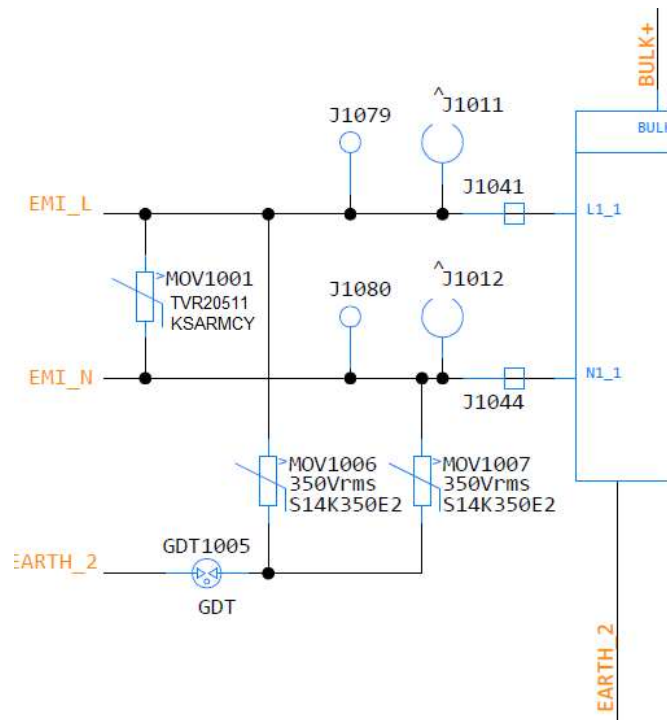 BULK+
^J1011
J1079
BULK
J1041
EMI_L
L1_1
>MOV1001
TVR20511
KSARMCY
^J1012
J1080
EMI_N
N1_1
J1044
>MOV1006
350Vrms
S14K350E2
>MOV1007
350Vrms
S14K350E2
GDT1005
EARTH_2
GDT
EARTH_2